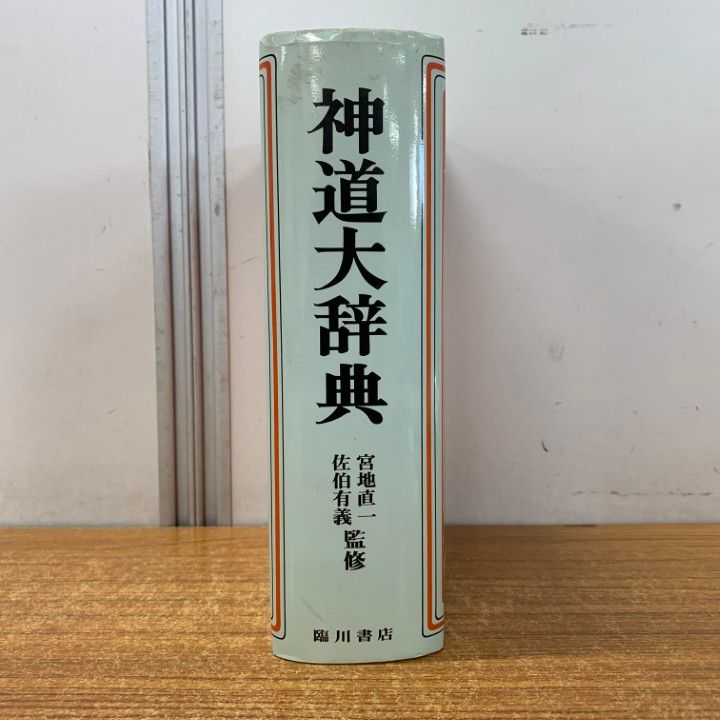 神道大辞典
宮地直一
佐伯有義
監修
臨川書店